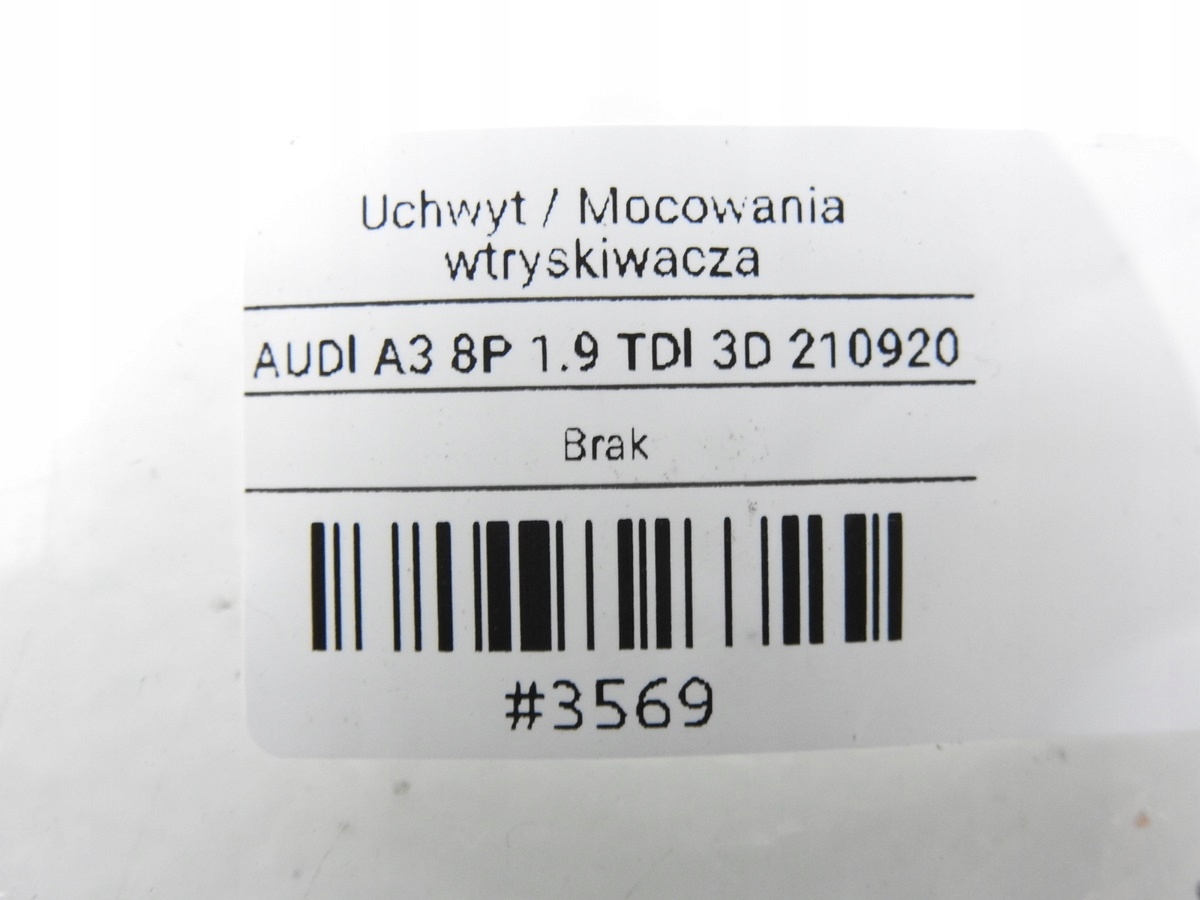 Uchwyt / Mocowania
wtryskiwacza
AUDI A3 8P 1.9 TDI 3D 210920
Brak
#3569